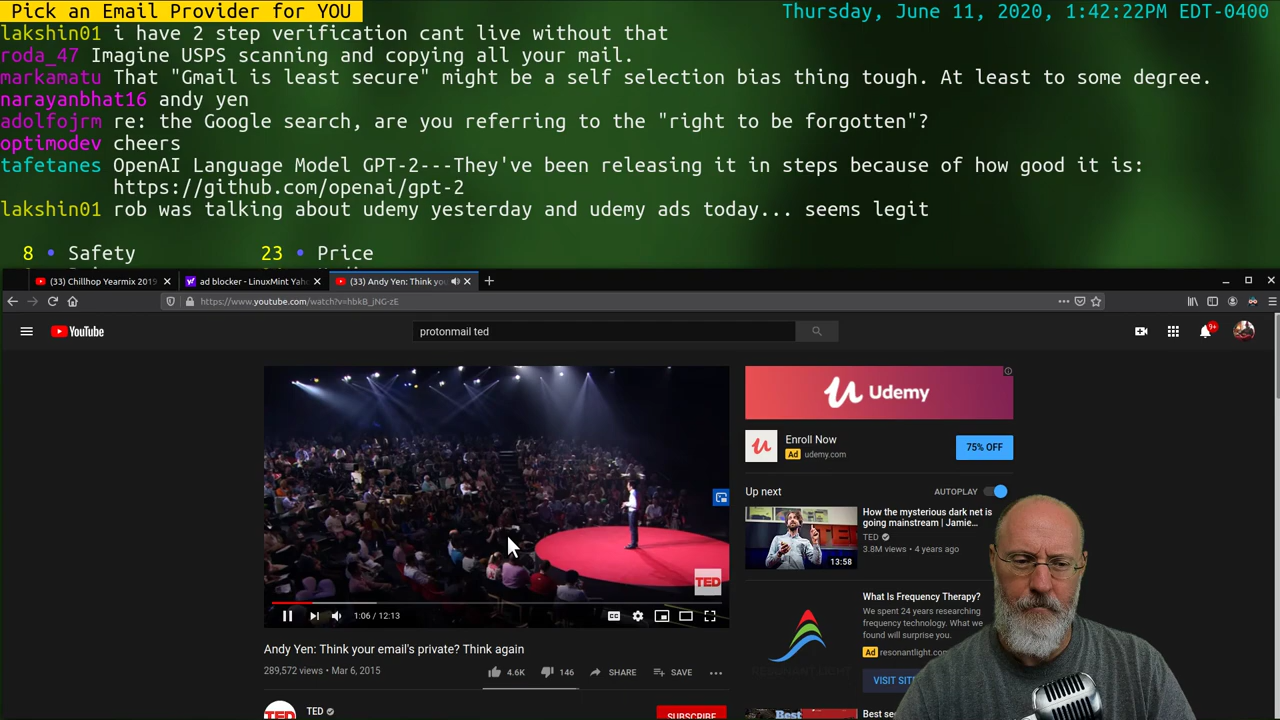 Pick an Email Provider for YOU
Thursday, June 11, 2020, 1:42:22PM EDT-0400
lakshin01 i have 2 step verification cant live without that
roda_47 Imagine USPS scanning and copying all your mail.
markamatu That "Gmail is least secure" might be a self selection bias thing tough. At least to some degree.
narayanbhat16 andy yen
adolfojrm re: the Google search, are you referring to the "right to be forgotten"?
optimodev cheers
tafetanes OpenAI Language Model GPT-2---They've been releasing it in steps because of how good it is:
https://github.com/openai/gpt-2
lakshin01 rob was talking about udemy yesterday and udemy ads today... seems legit
8 • Safety 23 • Price
(33) Chillhop Yearmix 2019
ad blocker - LinuxMint Yaho
(33) Andy Yen: Think you
https://www.youtube.com/watch?v=hbkB_jNG-zE
YouTube
protonmail ted
9+
Udemy
Enroll Now
Ad udemy.com
75% OFF
Up next
AUTOPLAY
How the mysterious dark net is
going mainstream | Jamie...
TED
3.8M views • 4 years ago
13:58
TED
1:06 / 12:13
CC
What Is Frequency Therapy?
We spent 24 years researching
frequency technology. What we
found will surprise you.
Ad resonantlight.com
VISIT SIT
Andy Yen: Think your email's private? Think again
289,572 views • Mar 6, 2015
4.6K
146
SHARE
SAVE
TED
TED
SUBSCRIBE
Best
Best se